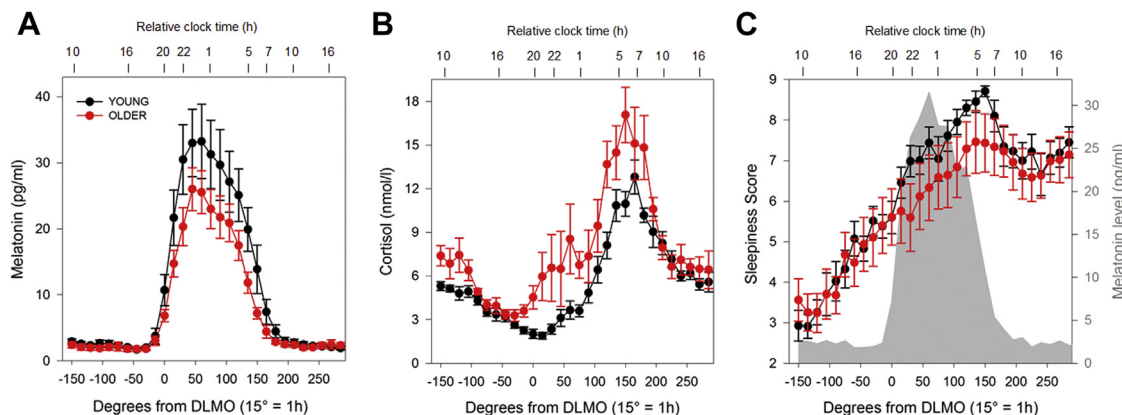 A
Relative clock time (h)
10 16 20 22 1 5 7 10 16
Melatonin (pg/ml)
40
30
20
10
0
YOUNG
OLDER
-150 -100 -50 0 50 100 150 200 250
Degrees from DLMO (15° = 1h)
B
Relative clock time (h)
10 16 20 22 1 5 7 10 16
Cortisol (nmol/l)
18
15
12
9
6
3
0
-150 -100 -50 0 50 100 150 200 250
Degrees from DLMO (15° = 1h)
C
Relative clock time (h)
10 16 20 22 1 5 7 10 16
Sleepiness Score
9
8
7
6
5
4
3
2
30
25
20
15
10
5
0
Melatonin level (pg/ml)
-150 -100 -50 0 50 100 150 200 250
Degrees from DLMO (15° = 1h)